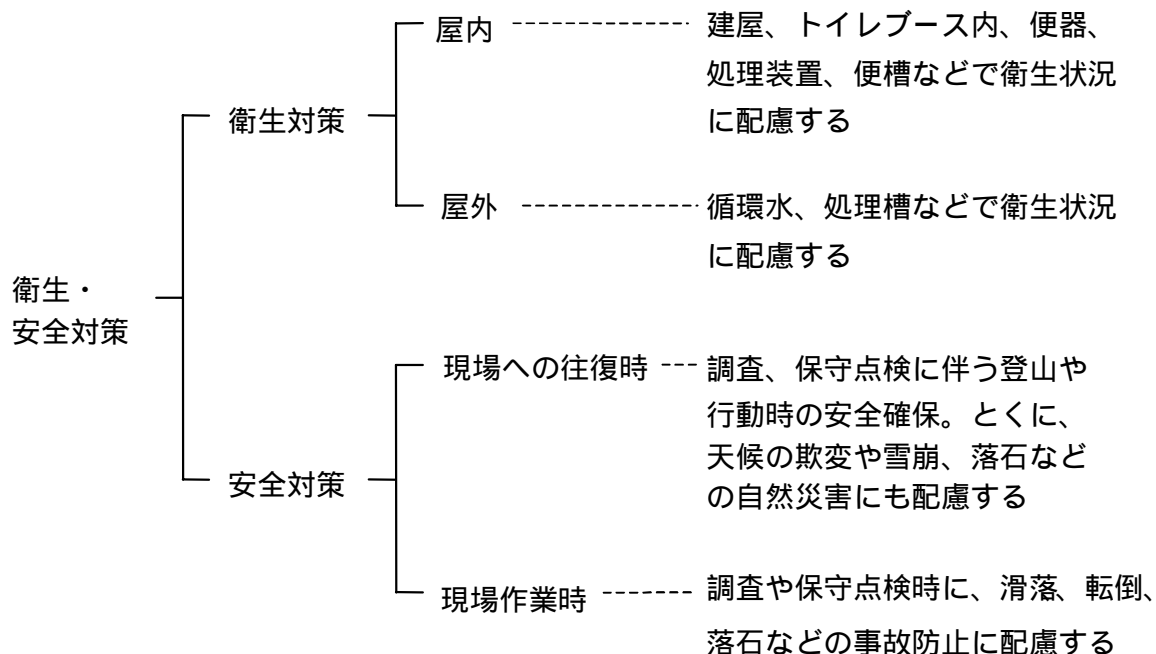 衛生・
安全対策
衛生対策
屋内
建屋、トイレブース内、便器、
処理装置、便槽などで衛生状況
に配慮する
屋外
循環水、処理槽などで衛生状況
に配慮する
安全対策
現場への往復時
調査、保守点検に伴う登山や
行動時の安全確保。とくに、
天候の欺変や雪崩、落石など
の自然災害にも配慮する
現場作業時
調査や保守点検時に、滑落、転倒、
落石などの事故防止に配慮する